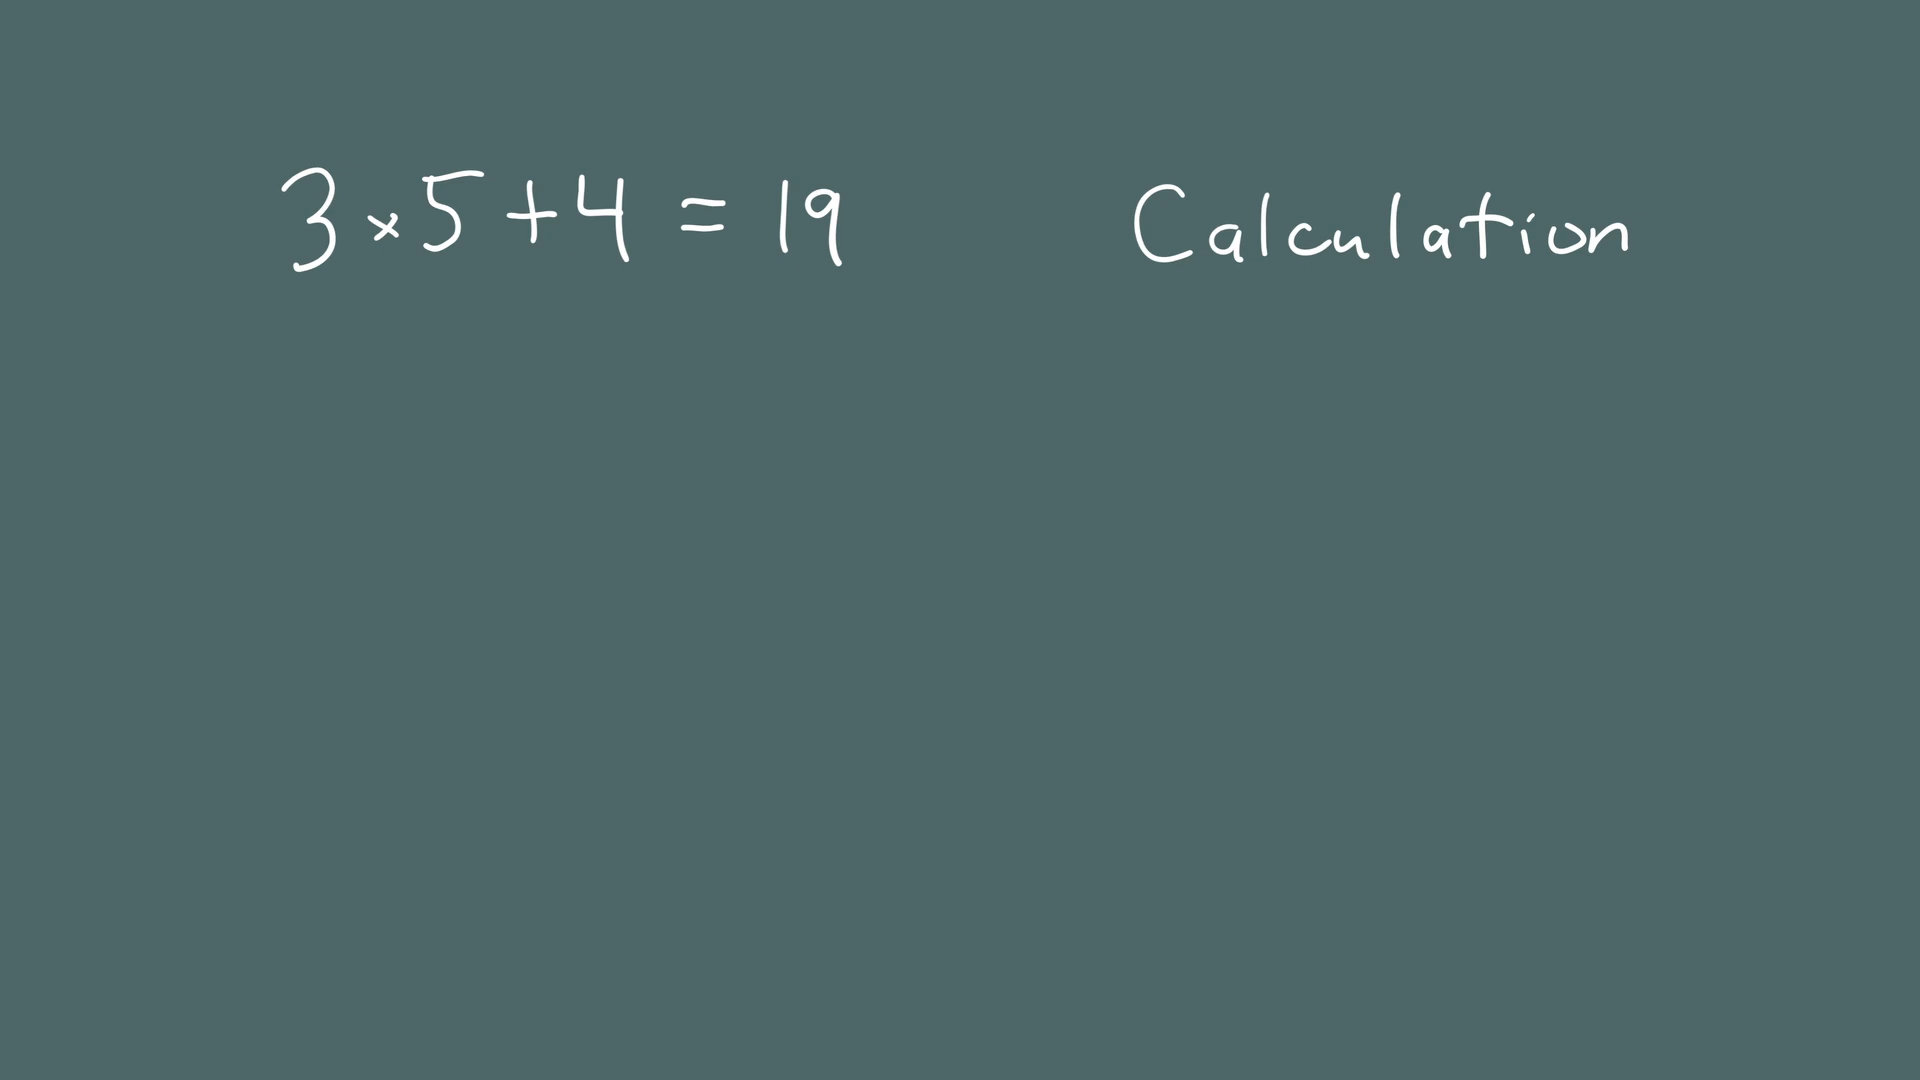 3 × 5 + 4 = 19 Calculation